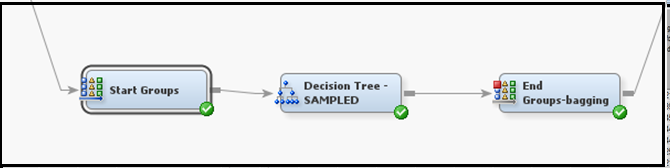 Start Groups
Decision Tree -
SAMPLED
End
Groups-bagging